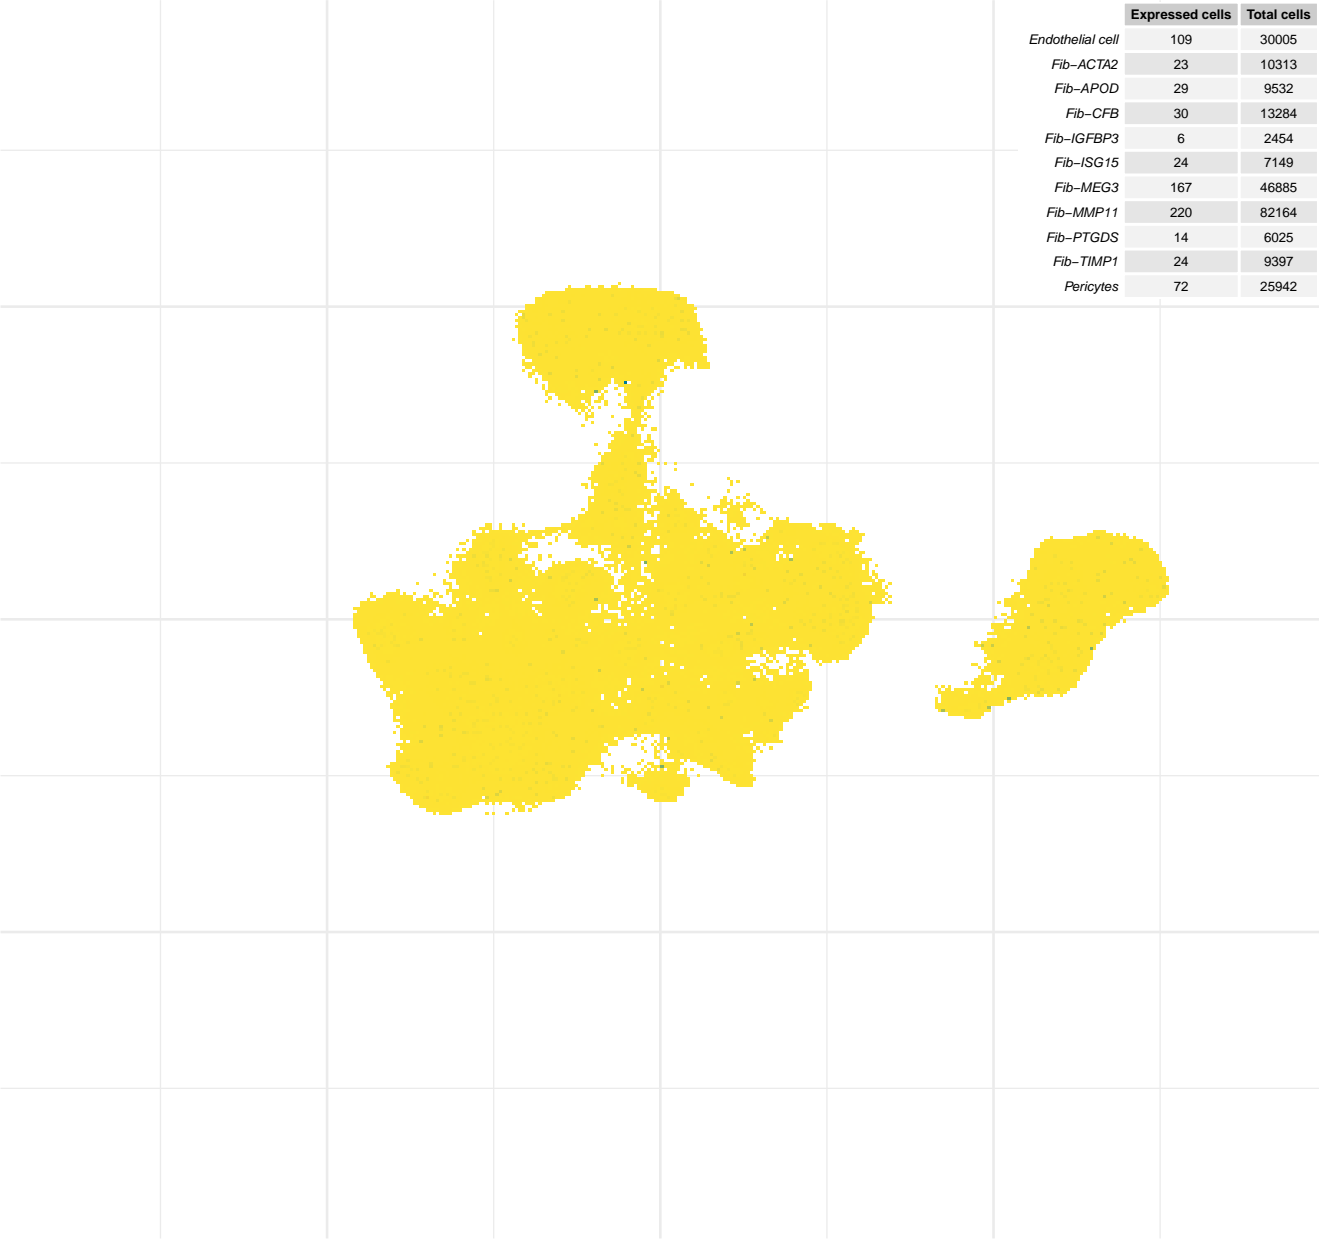 Expressed cells Total cells
Endothelial cell 109 30005
Fib−ACTA2 23 10313
Fib−APOD 29 9532
Fib−CFB 30 13284
Fib−IGFBP3 6 2454
Fib−ISG15 24 7149
Fib−MEG3 167 46885
Fib−MMP11 220 82164
Fib−PTGDS 14 6025
Fib−TIMP1 24 9397
Pericytes 72 25942